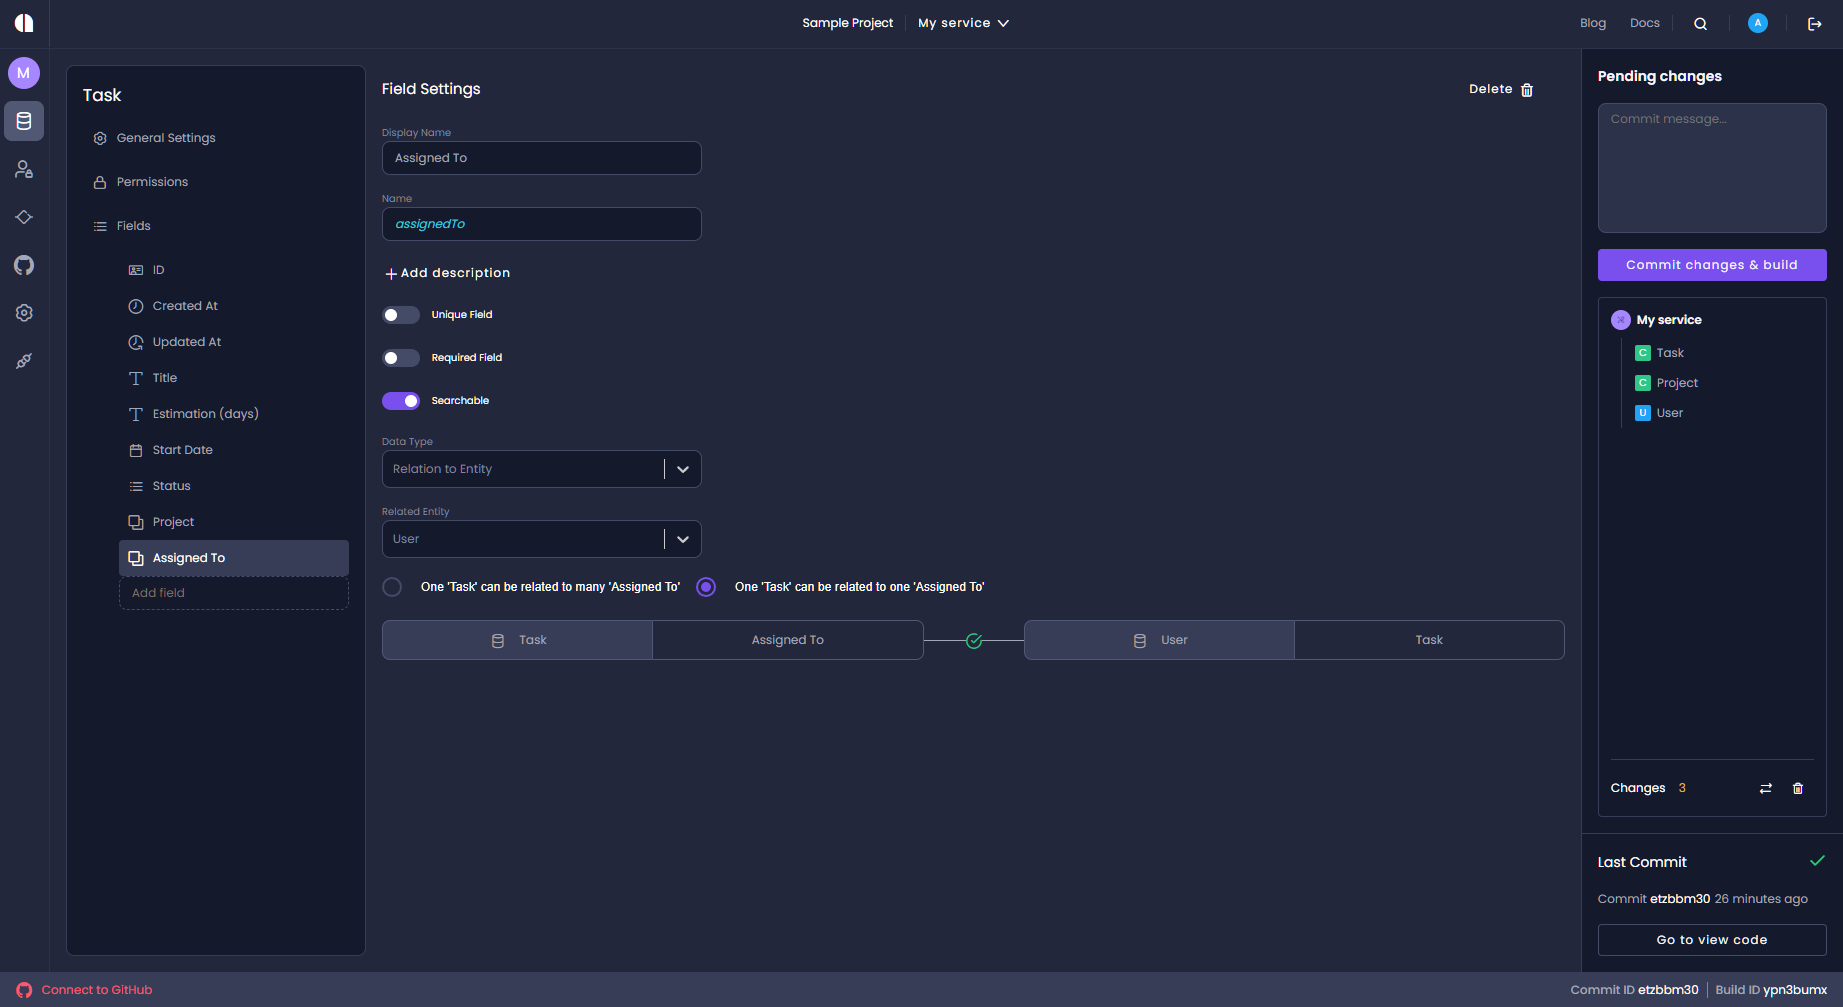 Sample Project
My service
Blog
Docs
A
M
Task
General Settings
Permissions
Fields
ID
Created At
Updated At
Title
Estimation (days)
Start Date
Status
Project
Assigned To
Add field
Field Settings
Delete
Display Name
Assigned To
Name
assignedTo
Add description
Unique Field
Required Field
Searchable
Data Type
Relation to Entity
Related Entity
User
One 'Task' can be related to many 'Assigned To'
One 'Task' can be related to one 'Assigned To'
Task
Assigned To
User
Task
Pending changes
Commit message...
Commit changes & build
My service
C Task
C Project
U User
Changes 3
Last Commit
Commit etzbbm30 26 minutes ago
Go to view code
Connect to GitHub
Commit ID etzbbm30
Build ID ypn3bumx